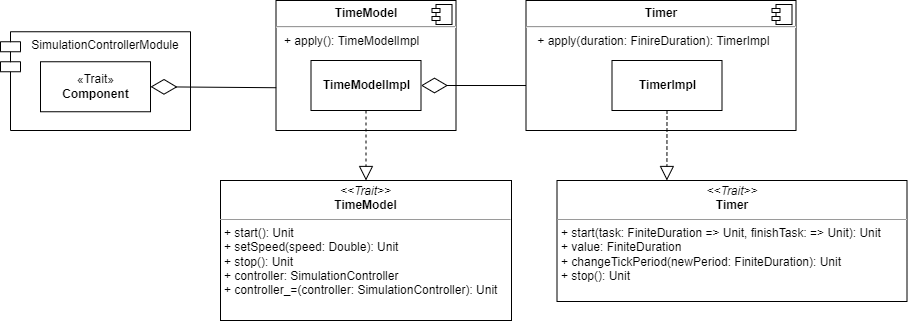 SimulationControllerModule
«Trait»
Component
TimeModel
+ apply(): TimeModelImpl
TimeModelImpl
Timer
+ apply(duration: FinireDuration): TimerImpl
TimerImpl
<<Trait>>
TimeModel
+ start(): Unit
+ setSpeed(speed: Double): Unit
+ stop(): Unit
+ controller: SimulationController
+ controller_=(controller: SimulationController): Unit
<<Trait>>
Timer
+ start(task: FiniteDuration => Unit, finishTask: => Unit): Unit
+ value: FiniteDuration
+ changeTickPeriod(newPeriod: FiniteDuration): Unit
+ stop(): Unit